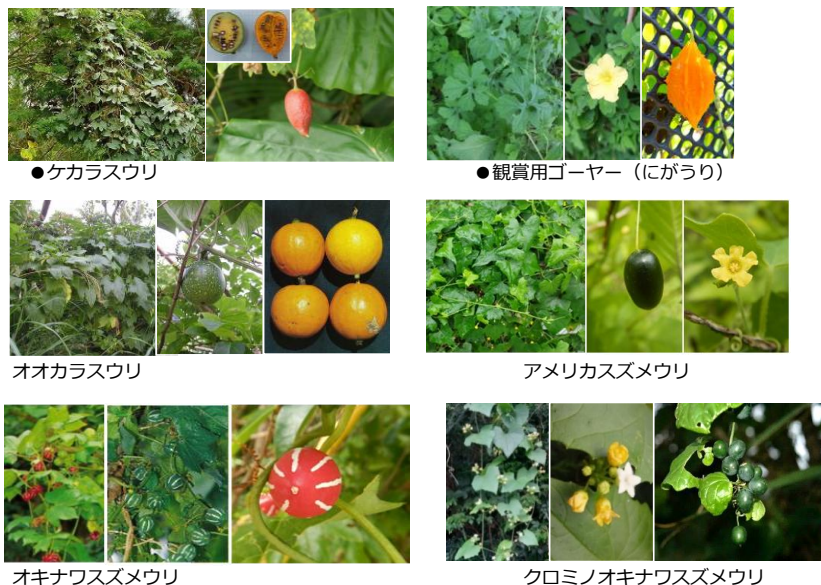 ●ケカラスウリ
●観賞用ゴーヤー（にがうり）
オオカラスウリ
アメリカスズメウリ
オキナワスズメウリ
クロミノオキナワスズメウリ